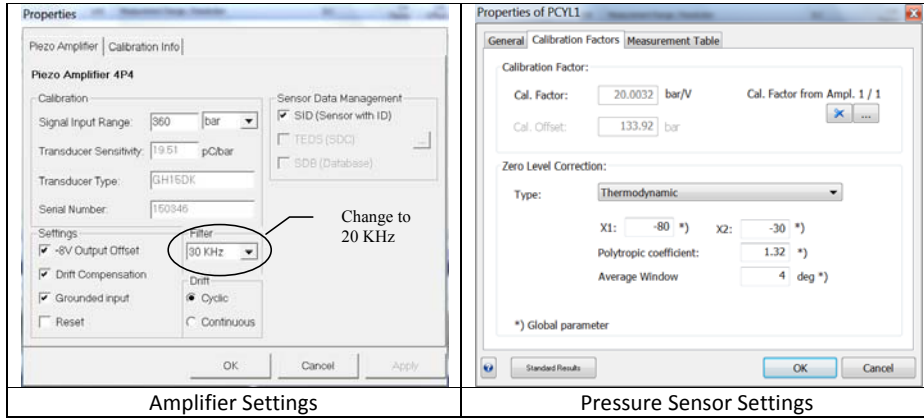 Properties
Piezo Amplifier Calibration Info
Piezo Amplifier 4P4
Calibration
Signal Input Range: 360 bar
Transducer Sensitivity: 19.51 pC/bar
Transducer Type: GH15DK
Serial Number: 150346
Sensor Data Management
SID (Sensor with ID)
TEDS (SDC) ...
SDB (Database)
Settings
-8V Output Offset
Drift Compensation
Grounded input
Reset
Filter
30 KHz
Change to
20 KHz
Drift
Cyclic
Continuous
OK Cancel Apply
Amplifier Settings
Properties of PCYL1
General Calibration Factors Measurement Table
Calibration Factor:
Cal. Factor: 20.0032 bar/V Cal. Factor from Ampl. 1 / 1
...
Cal. Offset: 133.92 bar
Zero Level Correction:
Type: Thermodynamic
X1: -80 *) X2: -30 *)
Polytropic coefficient: 1.32 *)
Average Window 4 deg *)
*) Global parameter
? Standard Results OK Cancel
Pressure Sensor Settings